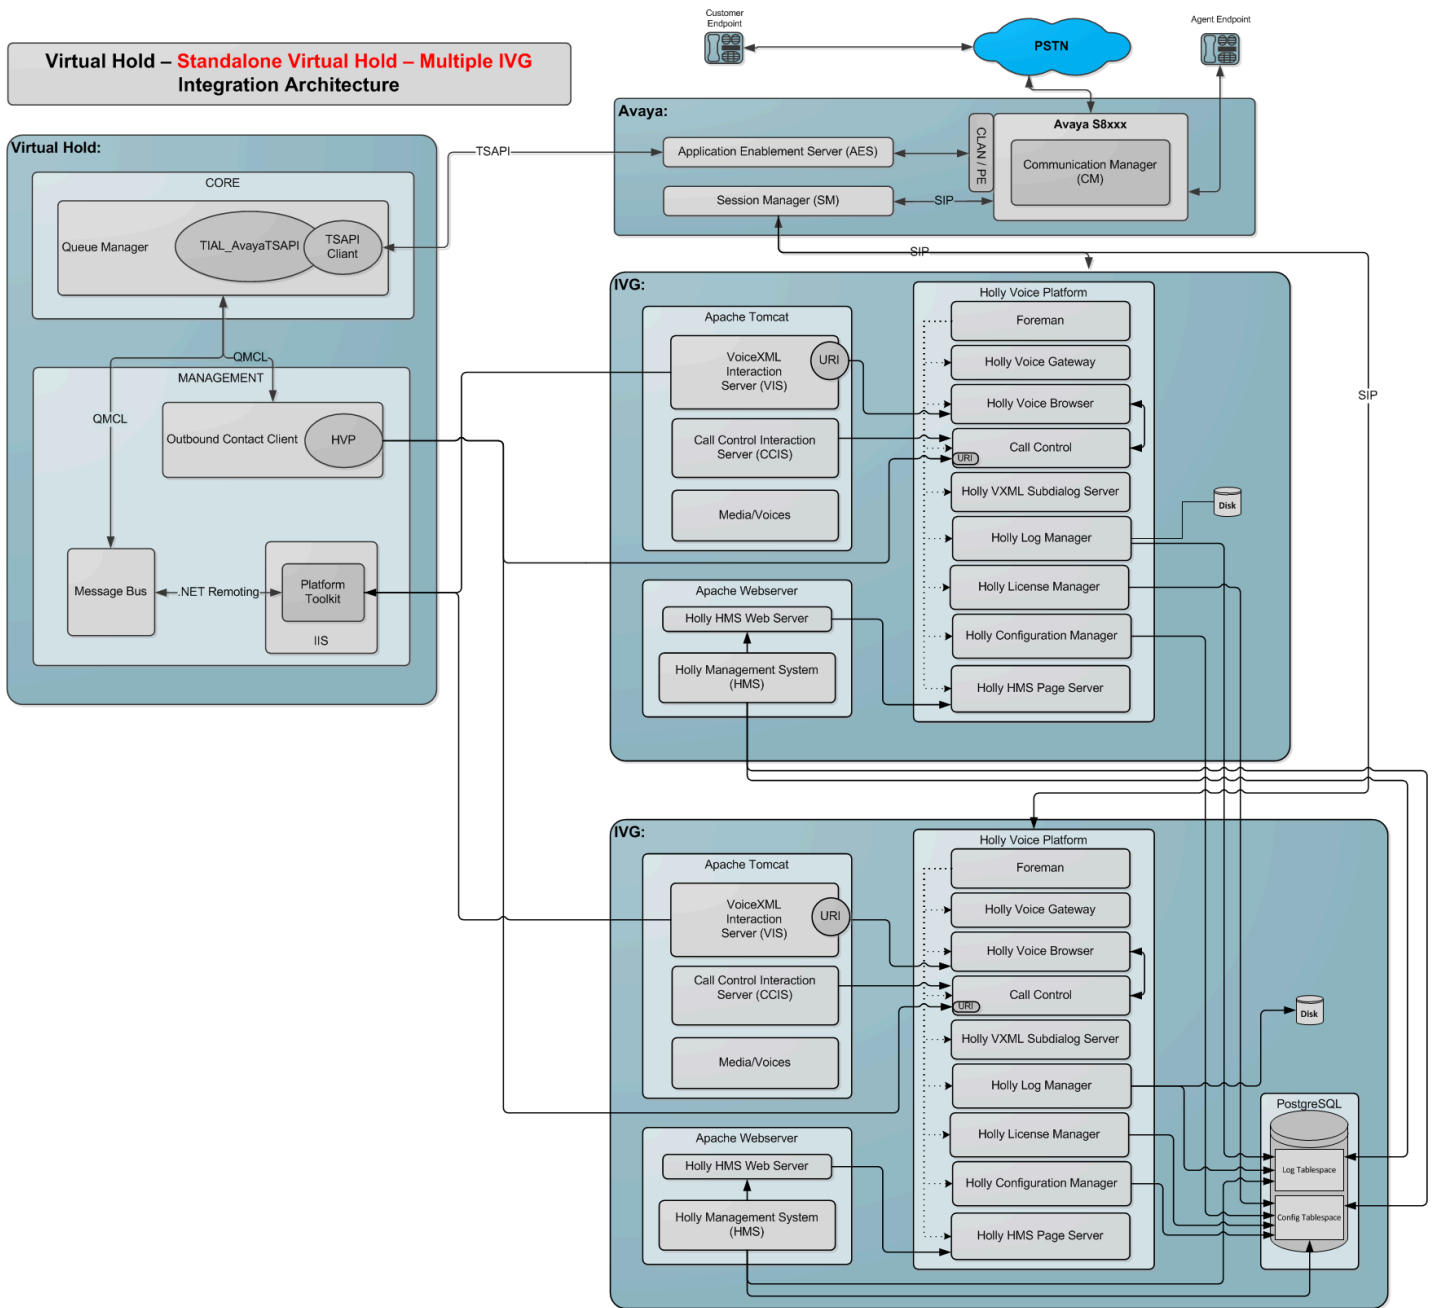 Customer
Endpoint
Agent Endpoint
PSTN
Virtual Hold – Standalone Virtual Hold – Multiple IVG
Integration Architecture
Avaya:
Avaya S8xxx
CLAN / PE
Communication Manager
(CM)
Application Enablement Server (AES)
Session Manager (SM)
SIP
TSAPI
SIP
SIP
Virtual Hold:
CORE
Queue Manager
TIAL_AvayaTSAPI
TSAPI
Client
QMCL
QMCL
MANAGEMENT
Outbound Contact Client
HVP
Message Bus
.NET Remoting
Platform
Toolkit
IIS
IVG:
Apache Tomcat
VoiceXML
Interaction
Server (VIS)
URI
Call Control Interaction
Server (CCIS)
Media/Voices
Apache Webserver
Holly HMS Web Server
Holly Management System
(HMS)
Holly Voice Platform
Foreman
Holly Voice Gateway
Holly Voice Browser
Call Control
URI
Holly VXML Subdialog Server
Holly Log Manager
Holly License Manager
Holly Configuration Manager
Holly HMS Page Server
Disk
IVG:
Apache Tomcat
VoiceXML
Interaction
Server (VIS)
URI
Call Control Interaction
Server (CCIS)
Media/Voices
Apache Webserver
Holly HMS Web Server
Holly Management System
(HMS)
Holly Voice Platform
Foreman
Holly Voice Gateway
Holly Voice Browser
Call Control
URI
Holly VXML Subdialog Server
Holly Log Manager
Holly License Manager
Holly Configuration Manager
Holly HMS Page Server
Disk
PostgreSQL
Log Tablespace
Config Tablespace